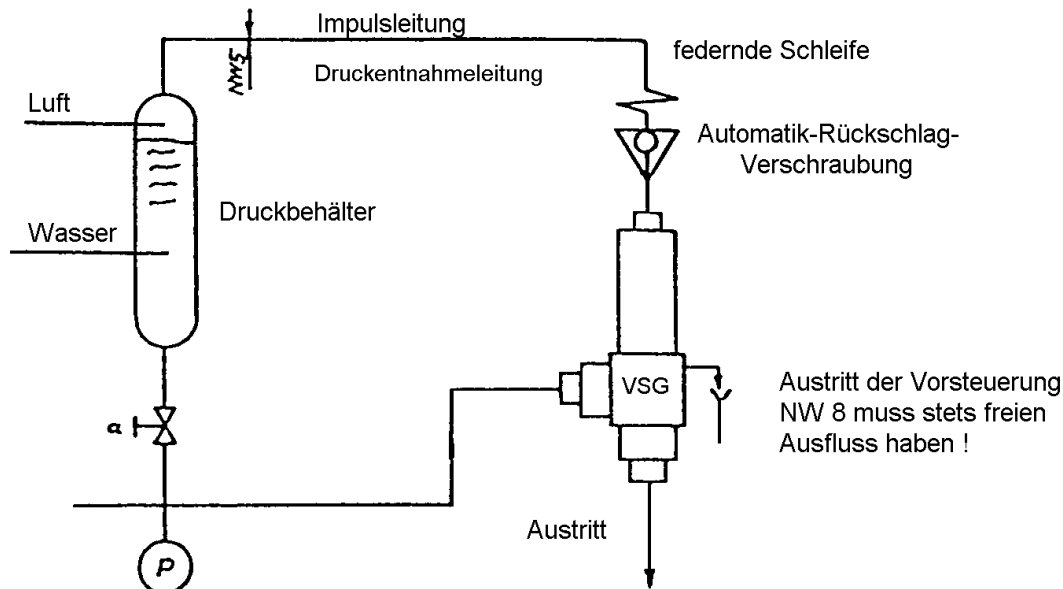 Impulsleitung
federnde Schleife
NW5
Druckentnahmeleitung
Luft
Automatik-Rückschlag-
Verschraubung
Druckbehälter
Wasser
VSG
Austritt der Vorsteuerung
NW 8 muss stets freien
Ausfluss haben !
a
Austritt
P